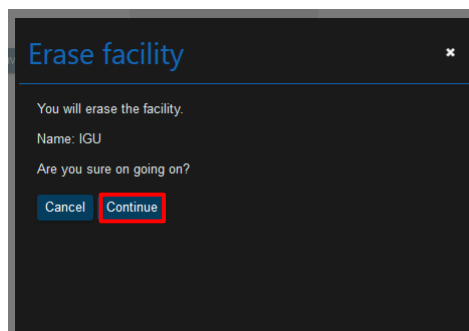 Erase facility
You will erase the facility.
Name: IGU
Are you sure on going on?
Cancel Continue